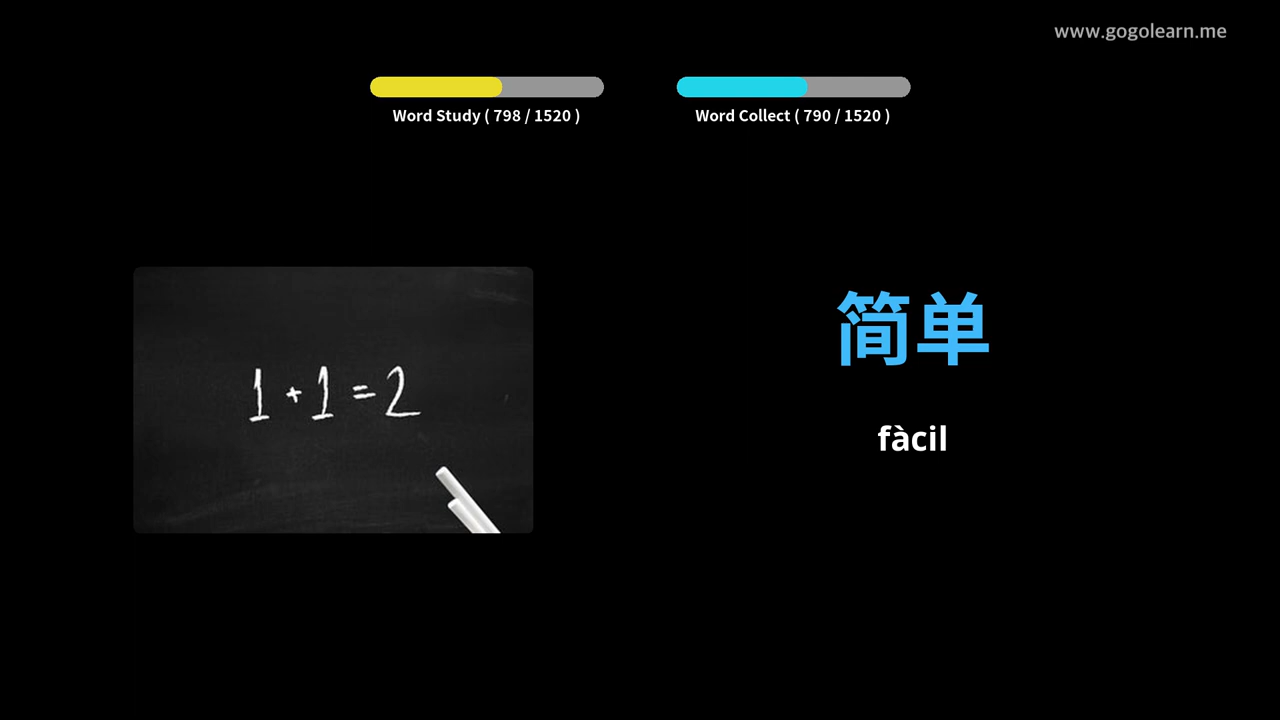 www.gogolearn.me
Word Study ( 798 / 1520 )
Word Collect ( 790 / 1520 )
1 + 1 = 2
简单
fàcil